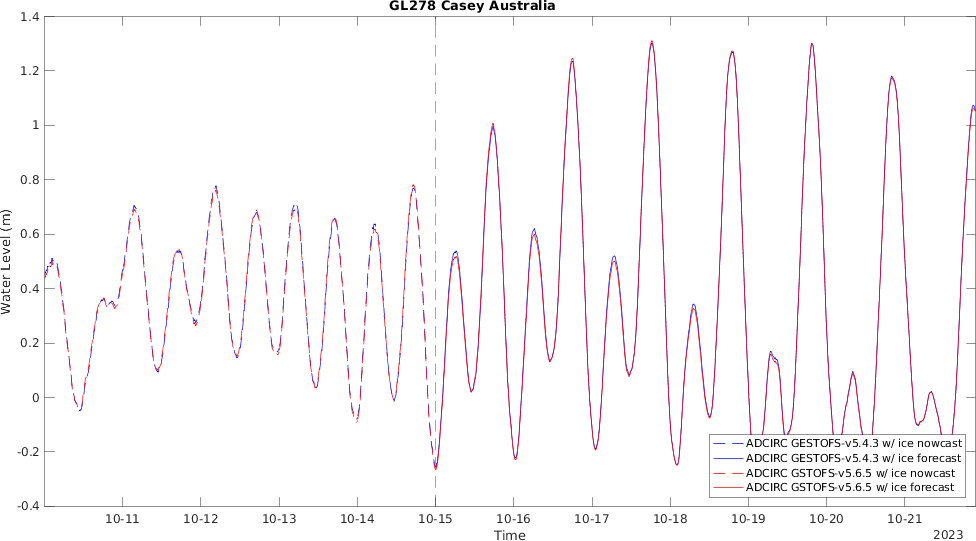 GL278 Casey Australia
1.4
1.2
1
0.8
0.6
0.4
0.2
0
-0.2
-0.4
Water Level (m)
10-11 10-12 10-13 10-14 10-15 10-16 10-17 10-18 10-19 10-20 10-21
Time
2023
ADCIRC GESTOFS-v5.4.3 w/ ice nowcast
ADCIRC GESTOFS-v5.4.3 w/ ice forecast
ADCIRC GSTOFS-v5.6.5 w/ ice nowcast
ADCIRC GSTOFS-v5.6.5 w/ ice forecast